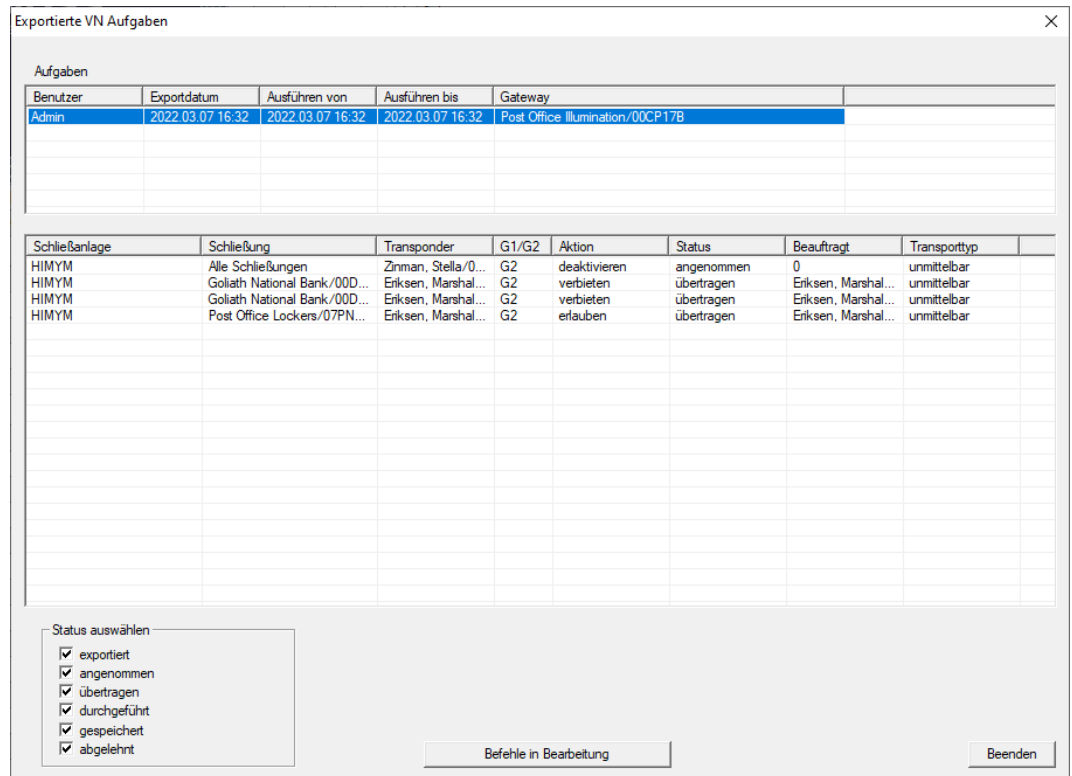 Exportierte VN Aufgaben
Aufgaben
Benutzer Exportdatum Ausführen von Ausführen bis Gateway
Admin 2022.03.07 16:32 2022.03.07 16:32 2022.03.07 16:32 Post Office Illumination/00CP17B
Schließanlage Schließung Transponder G1/G2 Aktion Status Beauftragt Transporttyp
HIMYM Alle Schließungen Zinman, Stella/0... G2 deaktivieren angenommen 0 unmittelbar
HIMYM Goliath National Bank/00D... Eriksen, Marshal... G2 verbieten übertragen Eriksen, Marshal... unmittelbar
HIMYM Goliath National Bank/00D... Eriksen, Marshal... G2 verbieten übertragen Eriksen, Marshal... unmittelbar
HIMYM Post Office Lockers/07PN... Eriksen, Marshal... G2 erlauben übertragen Eriksen, Marshal... unmittelbar
Status auswählen
exportiert
angenommen
übertragen
durchgeführt
gespeichert
abgelehnt
Befehle in Bearbeitung Beenden